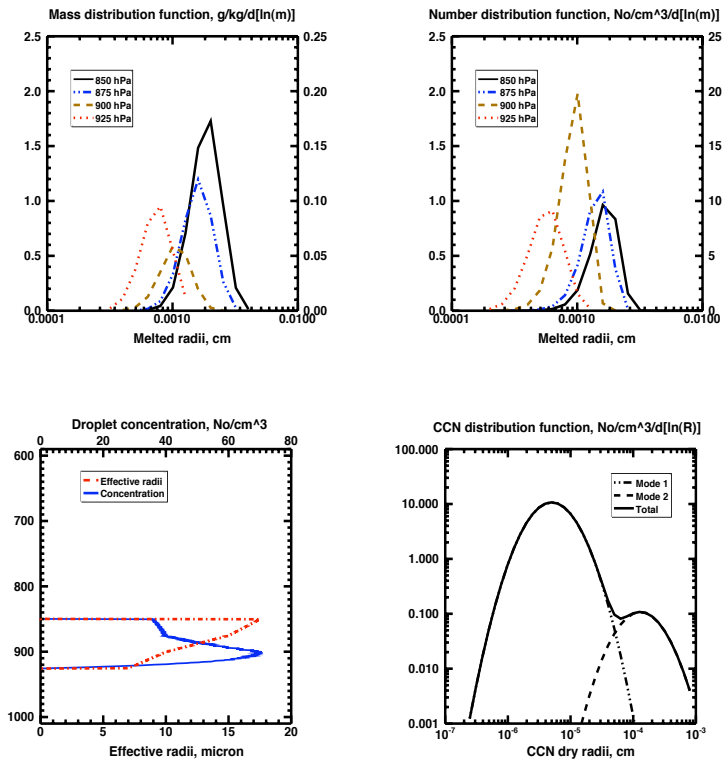 Mass distribution function, g/kg/d[ln(m)]
2.5
2.0
1.5
1.0
0.5
0.0
0.25
0.20
0.15
0.10
0.05
0.00
850 hPa
875 hPa
900 hPa
925 hPa
0.0001
0.0010
0.0100
Melted radii, cm
Number distribution function, No/cm^3/d[ln(m)]
2.5
2.0
1.5
1.0
0.5
0.0
25
20
15
10
5
0
850 hPa
875 hPa
900 hPa
925 hPa
0.0001
0.0010
0.0100
Melted radii, cm
Droplet concentration, No/cm^3
0
20
40
60
80
600
700
800
900
1000
Effective radii
Concentration
0
5
10
15
20
Effective radii, micron
CCN distribution function, No/cm^3/d[ln(R)]
100.000
10.000
1.000
0.100
0.010
0.001
Mode 1
Mode 2
Total
10-7
10-6
10-5
10-4
10-3
CCN dry radii, cm